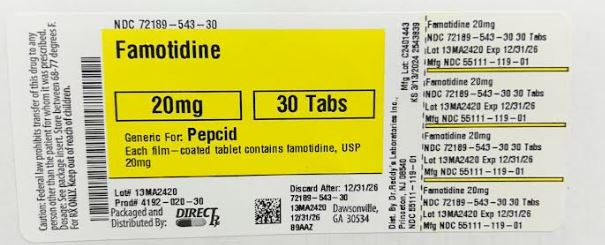 NDC 72189-543-30
Famotidine
20mg
30 Tabs
Generic For: Pepcid
Each film-coated tablet contains famotidine, USP
20mg
Lot# 13MA2420
Prod# 4192-020-30
Packaged and
Distributed By:
DIRECT Rx
Discard After: 12/31/26
72189-543-30
13MA2420
12/31/26
89AAZ
Dawsonville,
GA 30534
Caution: Federal law prohibits transfer of this drug to any
person other than the patient for whom it was prescribed.
Dosage: See package insert. Store between 68-77 degrees F.
For RX ONLY. Keep out of reach of children.
Dist. By Dr.Reddy's Laboratories Inc.,
Princeton, NJ 08540
NDC 55111-119-01
Mfg Lot: C2401443
KS 3/13/2024 2543839
Famotidine 20mg
NDC 72189-543-30 30 Tabs
Lot 13MA2420 Exp 12/31/26
Mfg NDC 55111-119-01
Famotidine 20mg
NDC 72189-543-30 30 Tabs
Lot 13MA2420 Exp 12/31/26
Mfg NDC 55111-119-01
Famotidine 20mg
NDC 72189-543-30 30 Tabs
Lot 13MA2420 Exp 12/31/26
Mfg NDC 55111-119-01
Famotidine 20mg
NDC 72189-543-30 30 Tabs
Lot 13MA2420 Exp 12/31/26
Mfg NDC 55111-119-01